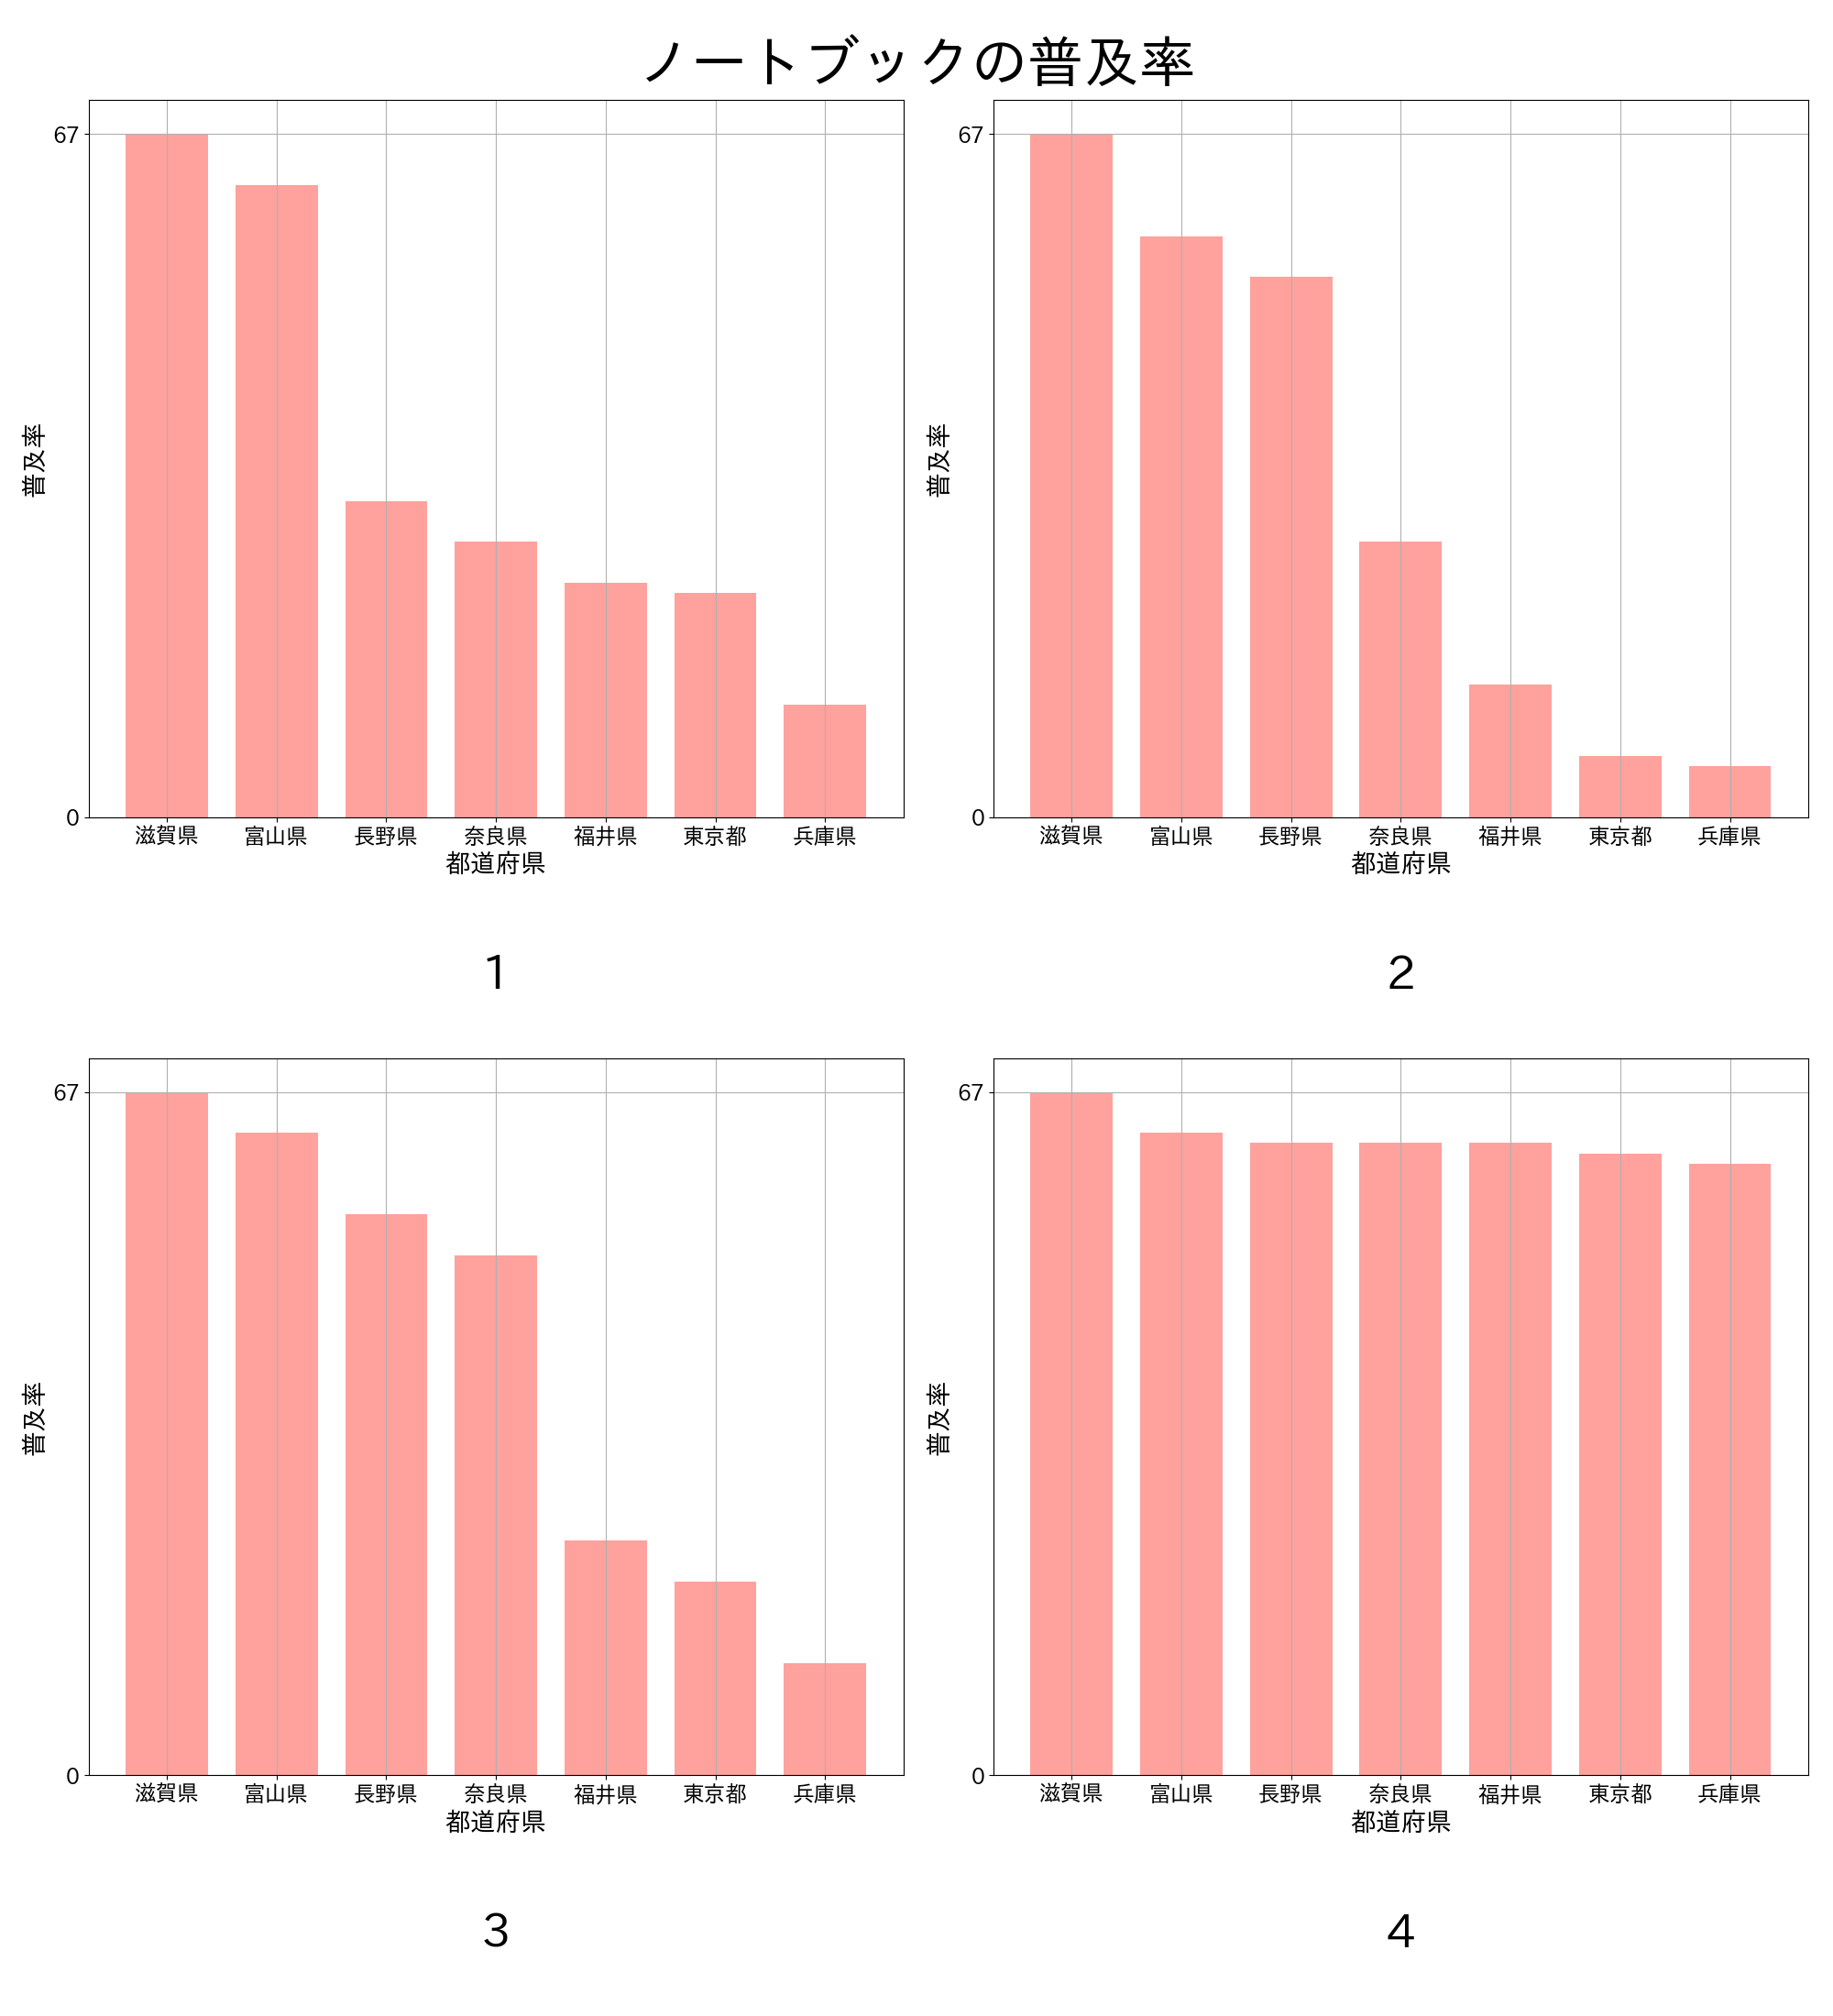 ノートブックの普及率
67
0
普及率
滋賀県 富山県 長野県 奈良県 福井県 東京都 兵庫県
都道府県
1
67
0
普及率
滋賀県 富山県 長野県 奈良県 福井県 東京都 兵庫県
都道府県
2
67
0
普及率
滋賀県 富山県 長野県 奈良県 福井県 東京都 兵庫県
都道府県
3
67
0
普及率
滋賀県 富山県 長野県 奈良県 福井県 東京都 兵庫県
都道府県
4